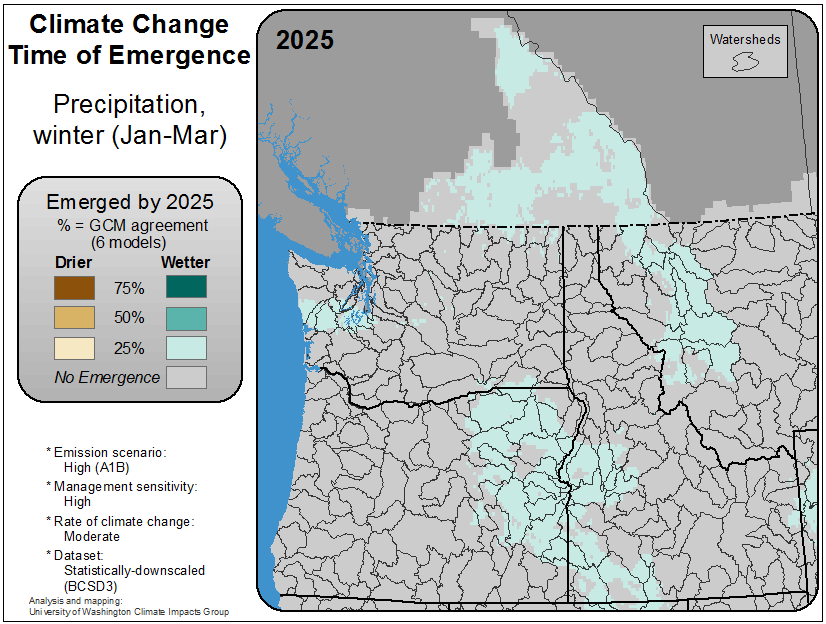 Climate Change
Time of Emergence
Precipitation,
winter (Jan-Mar)
Emerged by 2025
% = GCM agreement
(6 models)
Drier Wetter
75%
50%
25%
No Emergence
* Emission scenario:
High (A1B)
* Management sensitivity:
High
* Rate of climate change:
Moderate
* Dataset:
Statistically-downscaled
(BCSD3)
Analysis and mapping:
University of Washington Climate Impacts Group
2025
Watersheds